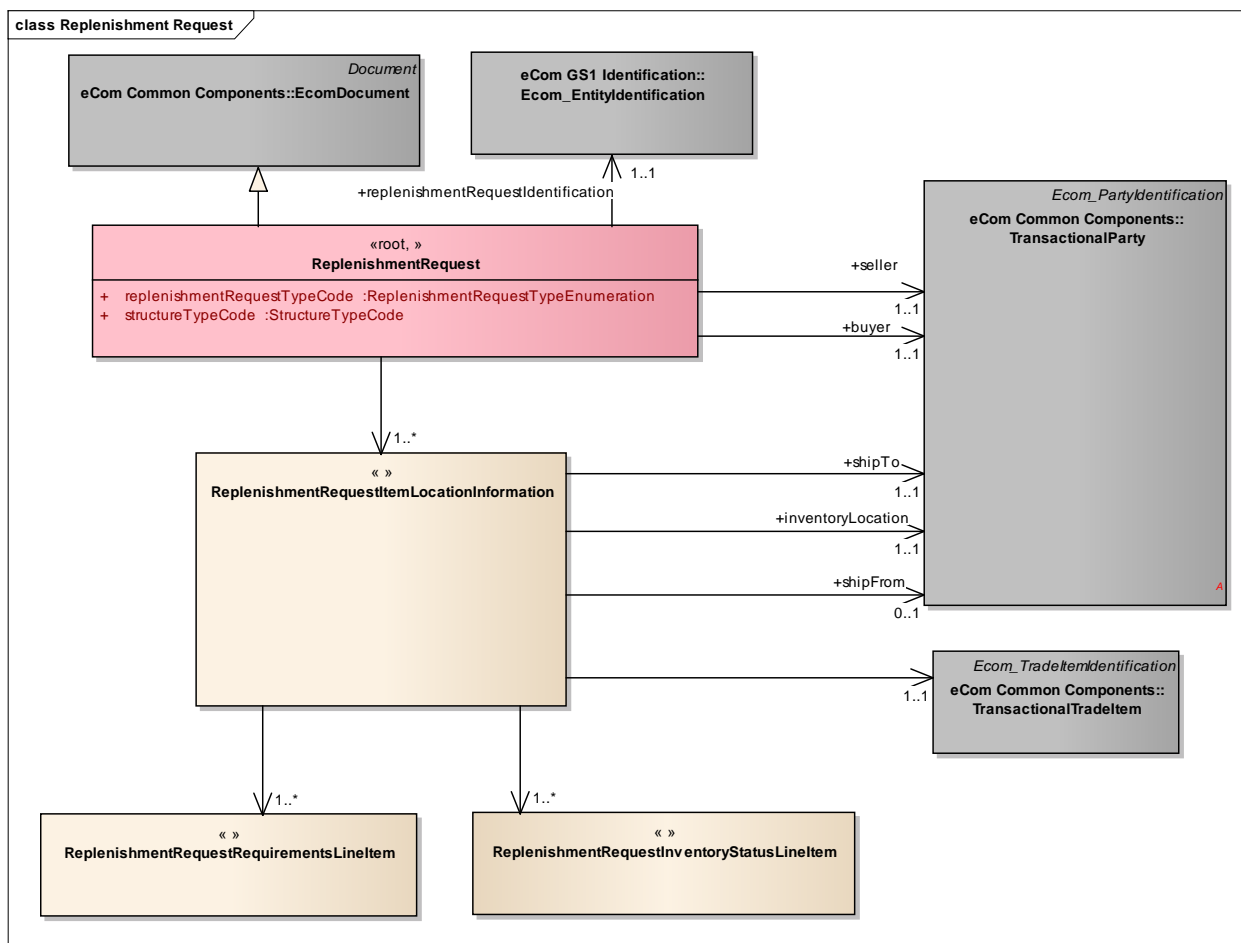 class Replenishment Request
Document
eCom Common Components::EcomDocument
eCom GS1 Identification::
Ecom_EntityIdentification
1..1
+replenishmentRequestIdentification
Ecom_PartyIdentification
eCom Common Components::
TransactionalParty
A
«root, »
ReplenishmentRequest
+ replenishmentRequestTypeCode :ReplenishmentRequestTypeEnumeration
+ structureTypeCode :StructureTypeCode
+seller
1..1
+buyer
1..1
1..*
« »
ReplenishmentRequestItemLocationInformation
+shipTo
1..1
+inventoryLocation
1..1
+shipFrom
0..1
1..1
Ecom_TradeItemIdentification
eCom Common Components::
TransactionalTradeItem
1..*
1..*
« »
ReplenishmentRequestRequirementsLineItem
« »
ReplenishmentRequestInventoryStatusLineItem